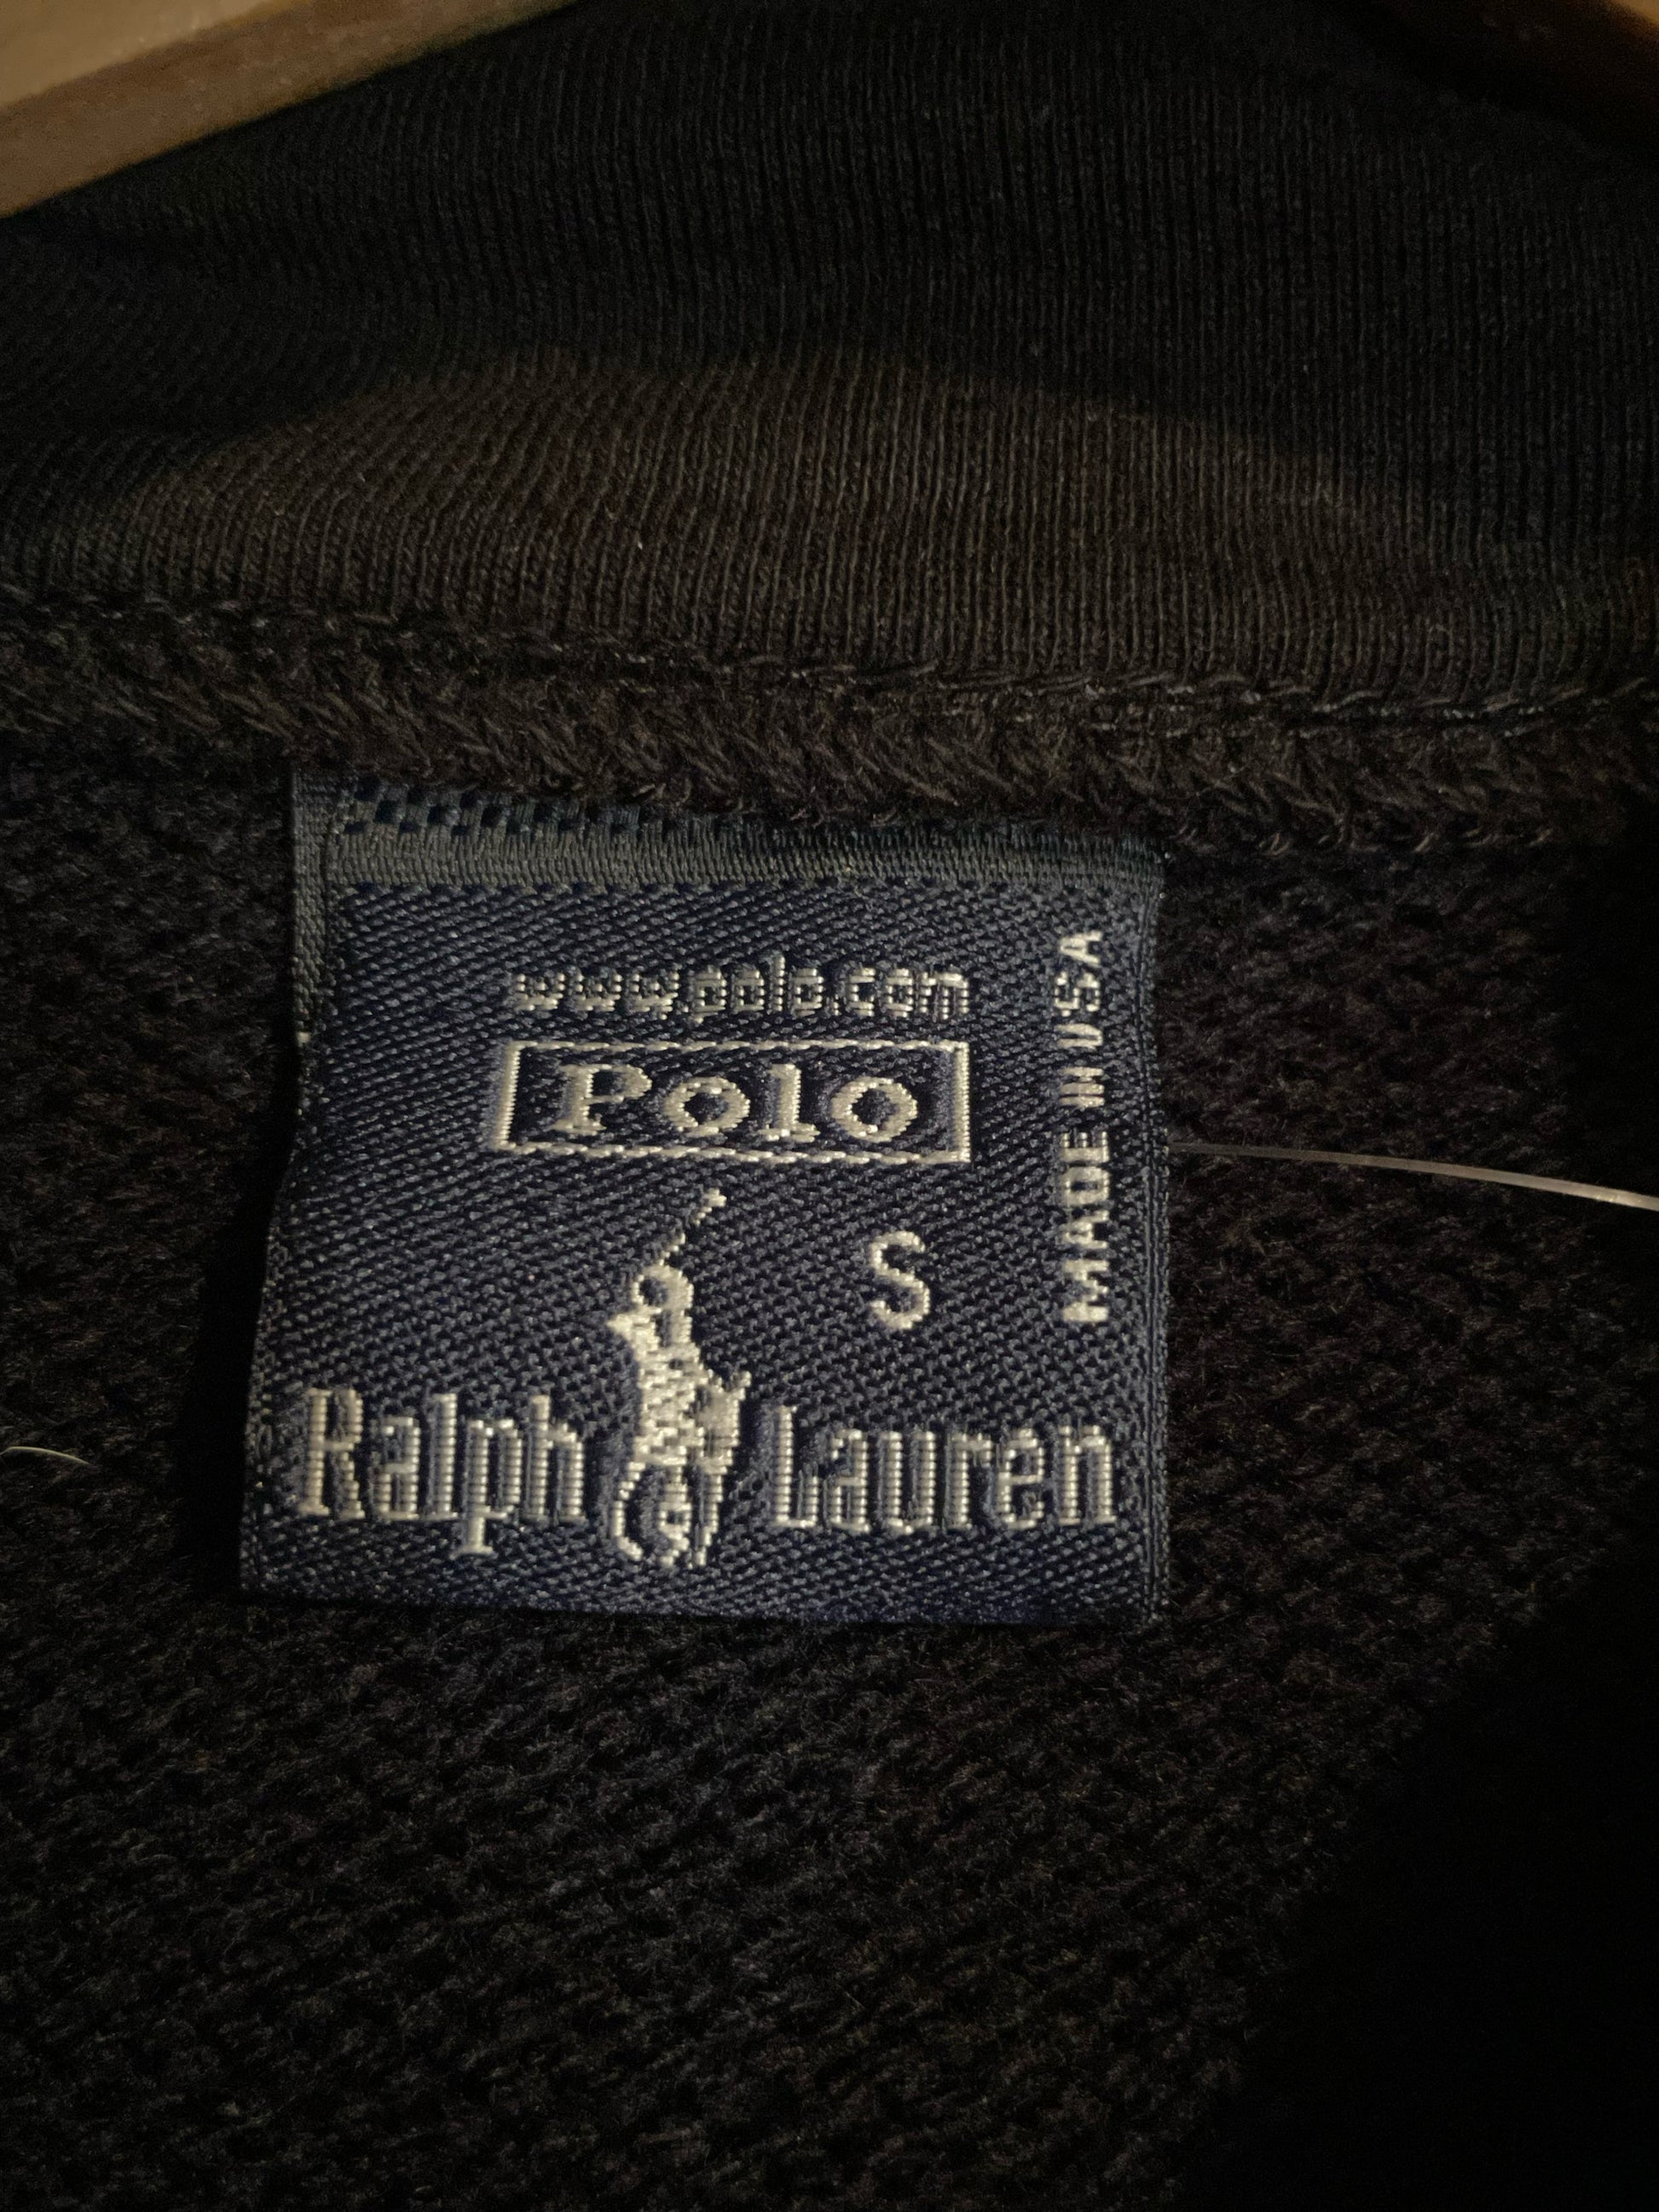 www.polo.com
Polo
S
MADE IN USA
Ralph Lauren